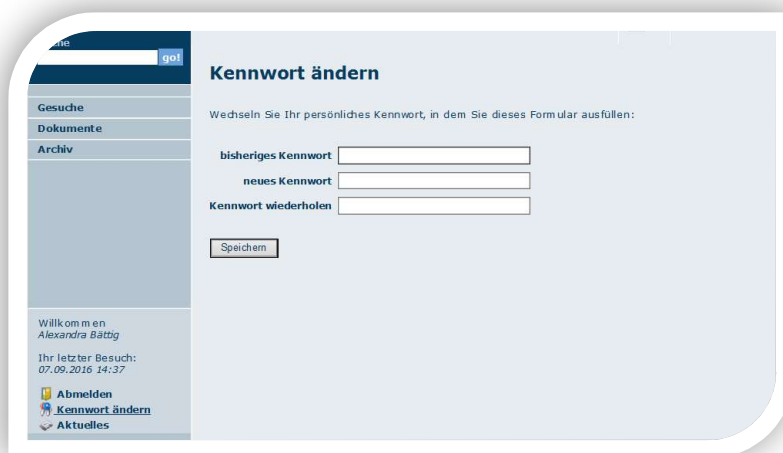 go!
Gesuche
Dokumente
Archiv
Willkommen
Alexandra Bättig
Ihr letzter Besuch:
07.09.2016 14:37
Abmelden
Kennwort ändern
Aktuelles
Kennwort ändern
Wechseln Sie Ihr persönliches Kennwort, in dem Sie dieses Formular ausfüllen:
bisheriges Kennwort
neues Kennwort
Kennwort wiederholen
Speichern